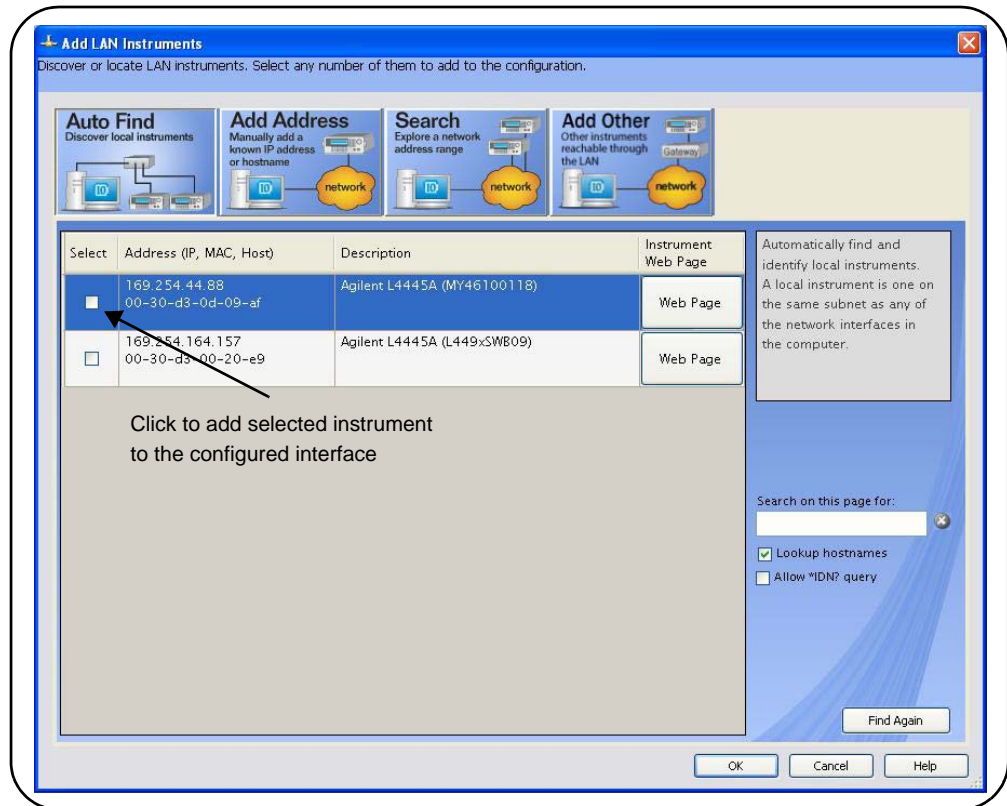 Add LAN Instruments
Discover or locate LAN instruments. Select any number of them to add to the configuration.
Auto Find
Discover local instruments
IO
Add Address
Manually add a
known IP address
or hostname
IO
network
Search
Explore a network
address range
IO
network
Add Other
Other instruments
reachable through
the LAN
Gateway
IO
network
Select
Address (IP, MAC, Host)
Description
Instrument
Web Page
169.254.44.88
00-30-d3-0d-09-af
Agilent L4445A (MY46100118)
Web Page
169.254.164.157
00-30-d3-00-20-e9
Agilent L4445A (L449xSWB09)
Web Page
Click to add selected instrument
to the configured interface
Automatically find and
identify local instruments.
A local instrument is one on
the same subnet as any of
the network interfaces in
the computer.
Search on this page for:
Lookup hostnames
Allow *IDN? query
Find Again
OK
Cancel
Help